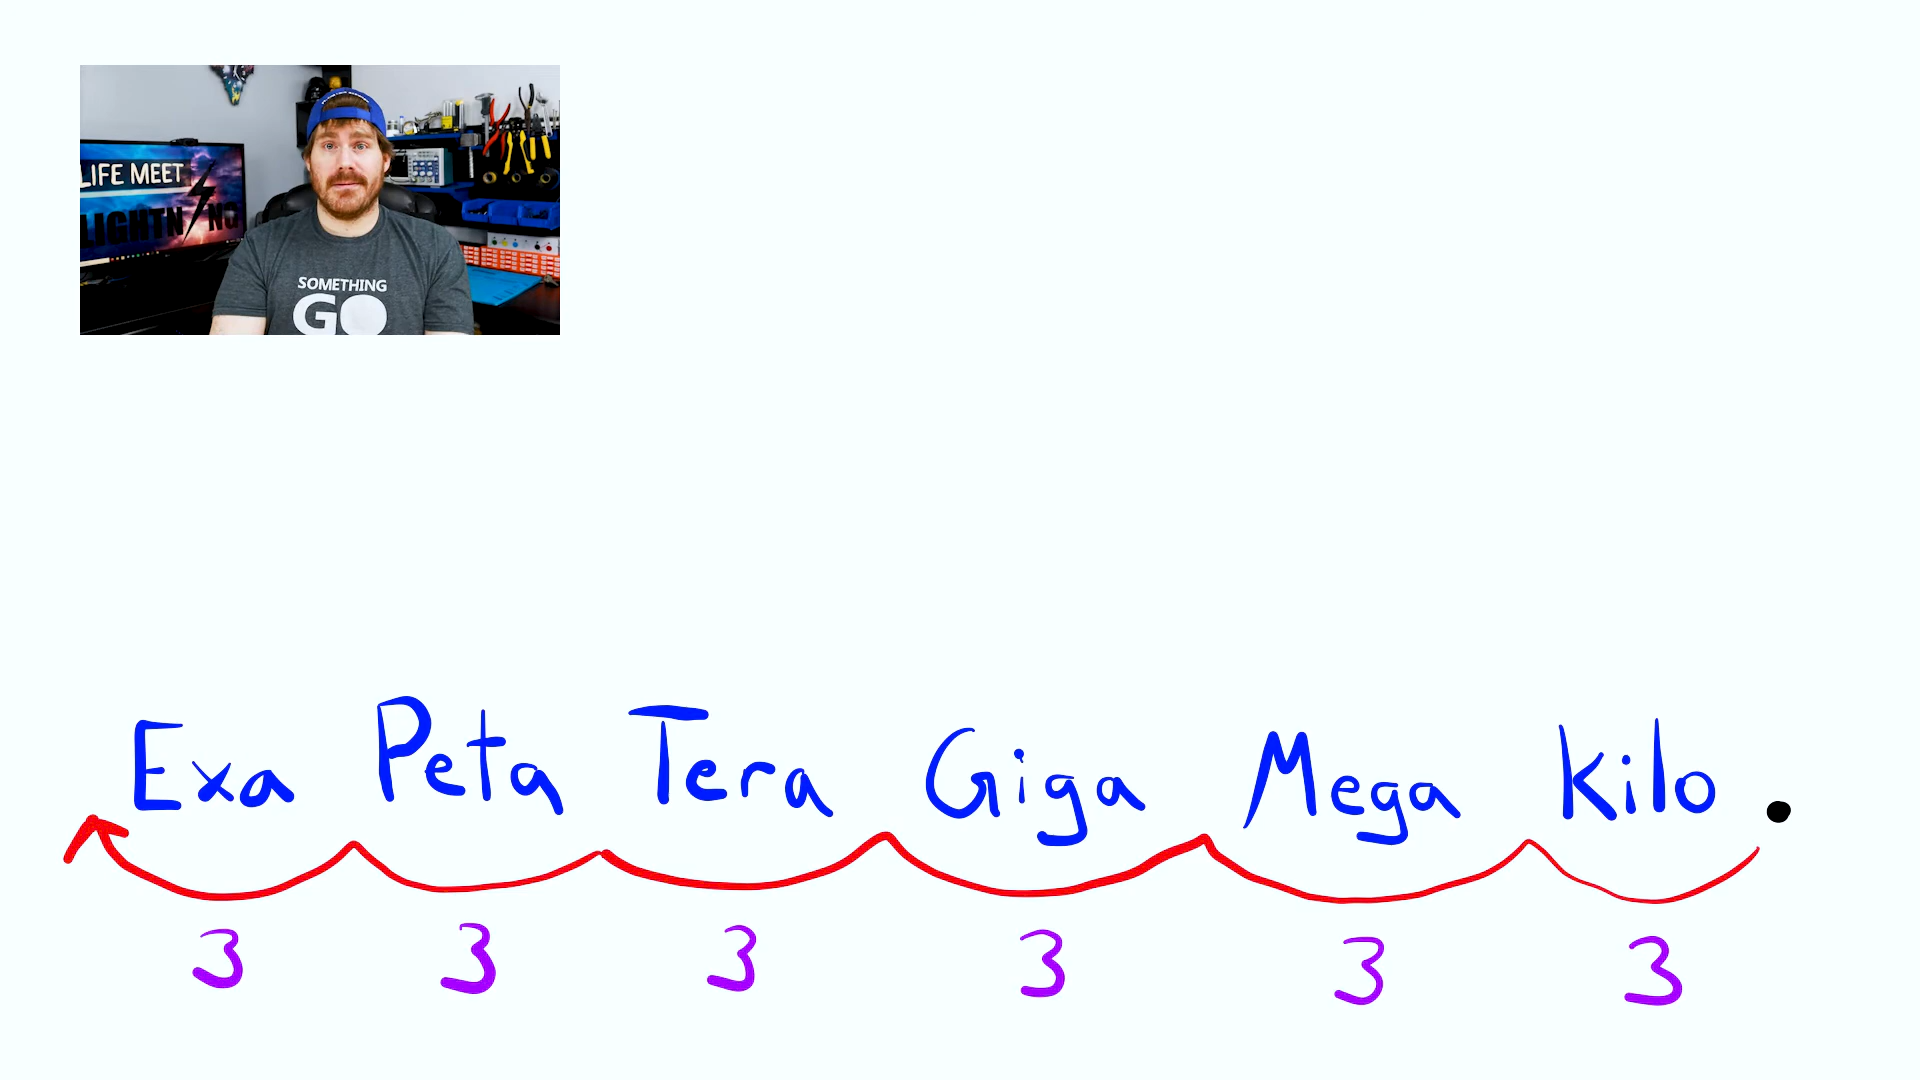 LIFE MEET
LIGHTNING
SOMETHING
GO
Exa Peta Tera Giga Mega Kilo .
3 3 3 3 3 3